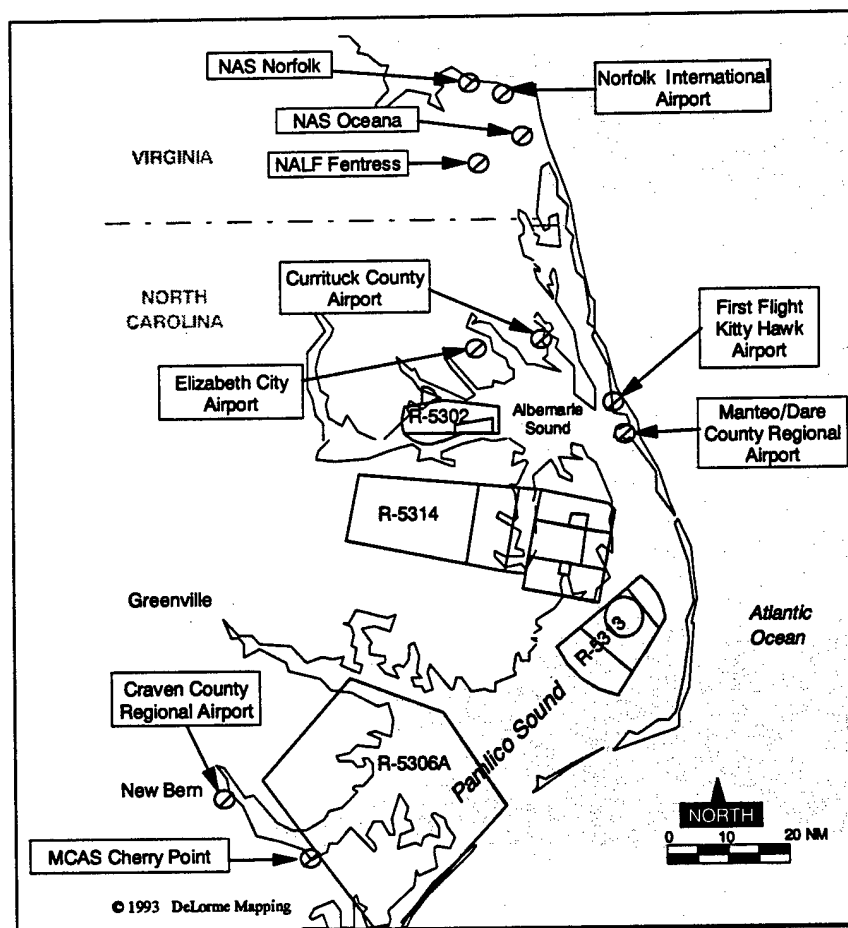 NAS Norfolk
Norfolk International
Airport
NAS Oceana
VIRGINIA
NALF Fentress
Currituck County
Airport
NORTH
CAROLINA
First Flight
Kitty Hawk
Airport
Elizabeth City
Airport
R-5302
Albemarle
Sound
Manteo/Dare
County Regional
Airport
R-5314
Greenville
Atlantic
Ocean
R-5313
Craven County
Regional Airport
Pamlico Sound
R-5306A
New Bern
NORTH
0 10 20 NM
MCAS Cherry Point
© 1993 DeLorme Mapping